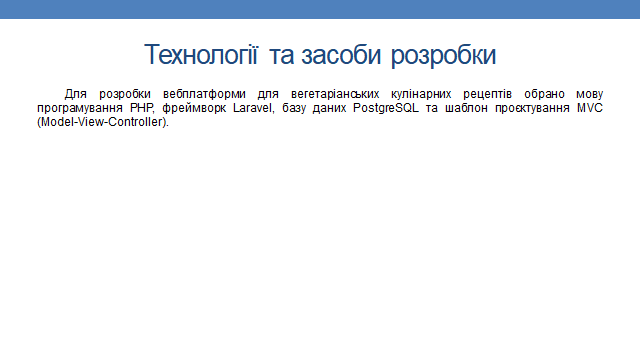 Технології та засоби розробки
Для розробки вебплатформи для вегетаріанських кулінарних рецептів обрано мову
програмування PHP, фреймворк Laravel, базу даних PostgreSQL та шаблон проєктування MVC
(Model-View-Controller).